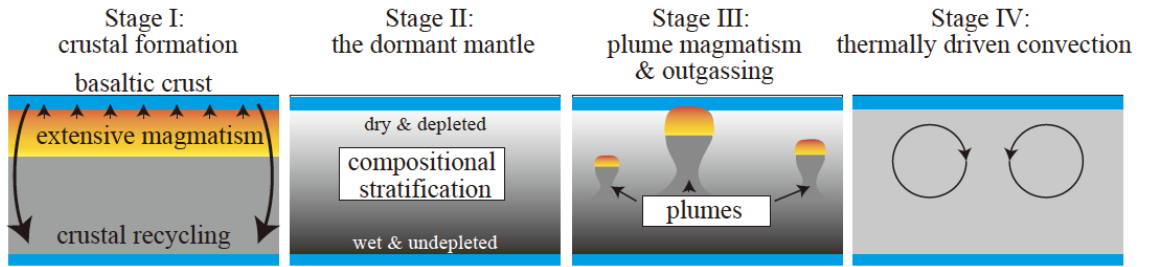 Stage I:
crustal formation
basaltic crust
extensive magmatism
crustal recycling
Stage II:
the dormant mantle
dry & depleted
compositional
stratification
wet & undepleted
Stage III:
plume magmatism
& outgassing
plumes
Stage IV:
thermally driven convection